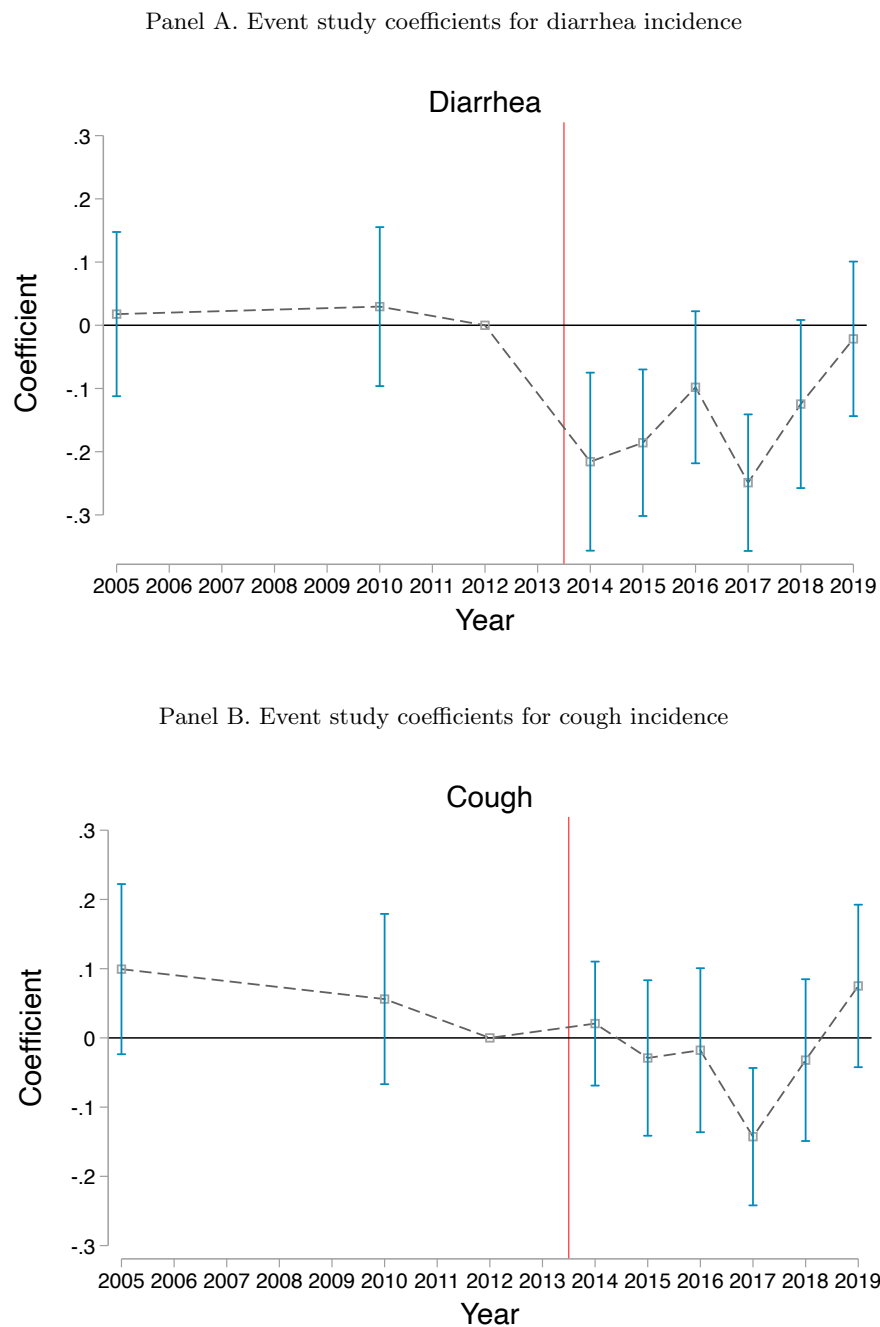 Panel A. Event study coefficients for diarrhea incidence
Diarrhea
.3
.2
.1
0
-.1
-.2
-.3
Coefficient
2005 2006 2007 2008 2009 2010 2011 2012 2013 2014 2015 2016 2017 2018 2019
Year
Panel B. Event study coefficients for cough incidence
Cough
.3
.2
.1
0
-.1
-.2
-.3
Coefficient
2005 2006 2007 2008 2009 2010 2011 2012 2013 2014 2015 2016 2017 2018 2019
Year